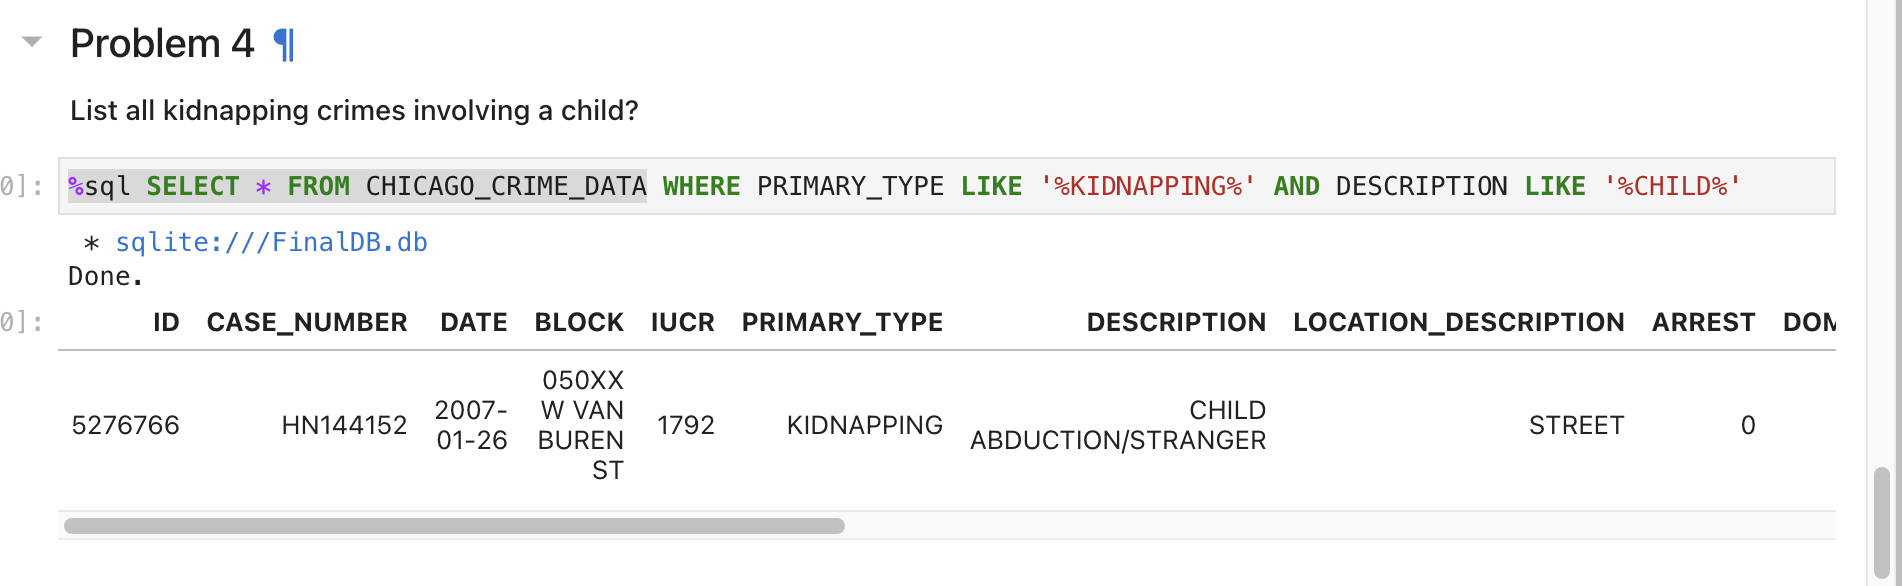 Problem 4 ¶
List all kidnapping crimes involving a child?
0]: %sql SELECT * FROM CHICAGO_CRIME_DATA WHERE PRIMARY_TYPE LIKE '%KIDNAPPING%' AND DESCRIPTION LIKE '%CHILD%'
* sqlite:///FinalDB.db
Done.
0]: ID CASE_NUMBER DATE BLOCK IUCR PRIMARY_TYPE DESCRIPTION LOCATION_DESCRIPTION ARREST DOM
5276766 HN144152 2007-01-26 050XX W VAN BUREN ST 1792 KIDNAPPING CHILD ABDUCTION/STRANGER STREET 0